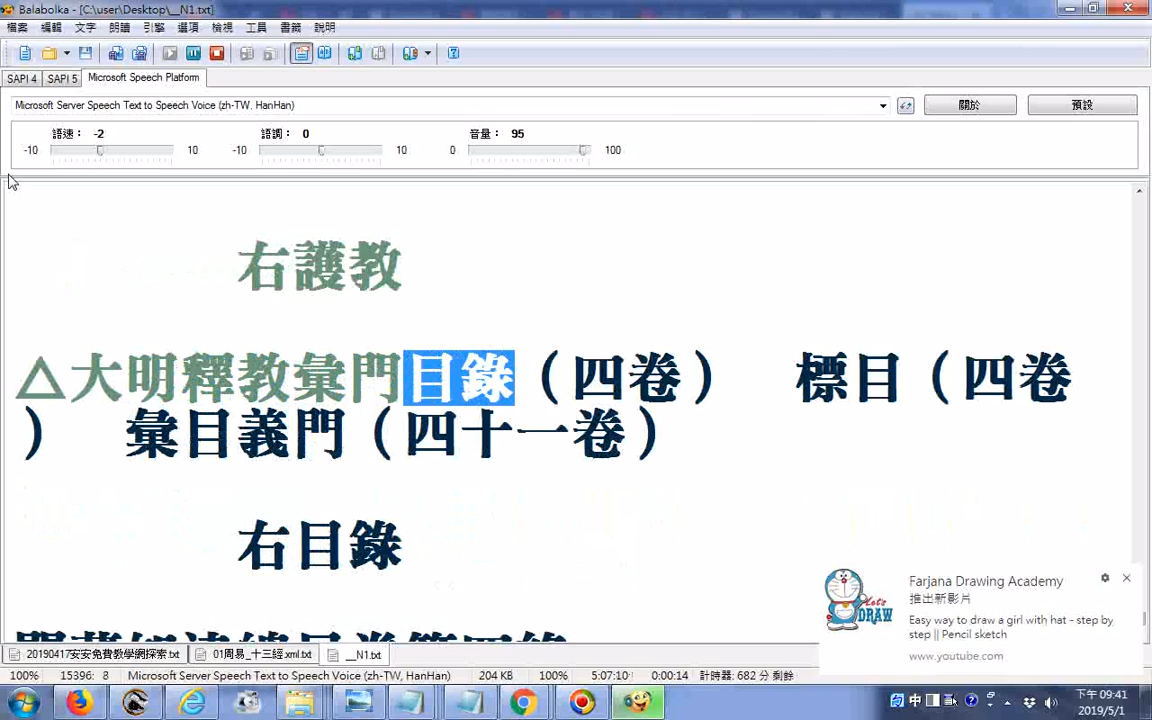 Balabolka - [C:\user\Desktop\__N1.txt]
檔案 編輯 文字 朗讀 引擎 選項 檢視 工具 書籤 說明
SAPI 4 SAPI 5 Microsoft Speech Platform
Microsoft Server Speech Text to Speech Voice (zh-TW, HanHan) 關於 預設
語速： -2 語調： 0 音量： 95
-10 10 -10 10 0 100
右護教
△大明釋教彙門目錄（四卷） 標目（四卷
） 彙目義門（四十一卷）
右目錄
Farjana Drawing Academy
推出新影片
Easy way to draw a girl with hat - step by
step || Pencil sketch
www.youtube.com
Let's
DRAW
20190417安安免費教學網探索.txt 01周易_十三經.xml.txt __N1.txt
100% 15396: 8 Microsoft Server Speech Text to Speech Voice (zh-TW, HanHan) 204 KB 100% 5:07:10 0:00:14 計時器: 682 分 剩餘
中 下午 09:41
2019/5/1